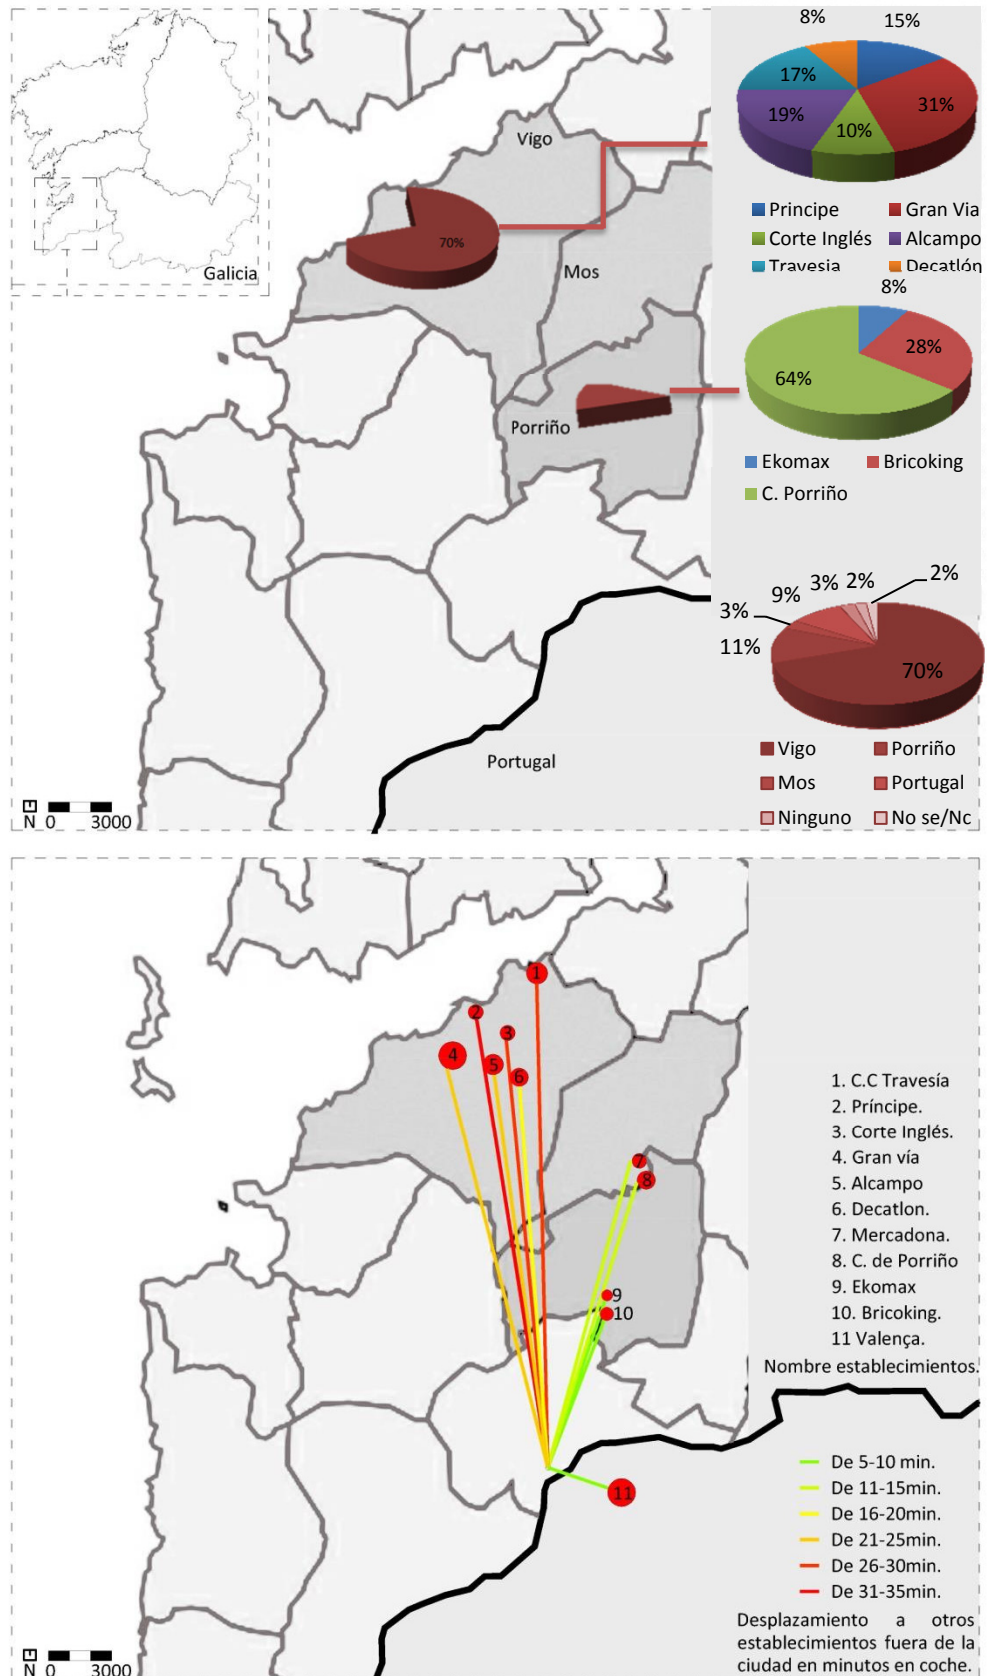 Galicia
Vigo
Mos
Porriño
Portugal
70%
8%
15%
17%
31%
19%
10%
Principe
Gran Via
Corte Inglés
Alcampo
Travesia
Decatlón
8%
28%
64%
Ekomax
Bricoking
C. Porriño
3%
2%
2%
9%
3%
11%
70%
Vigo
Porriño
Mos
Portugal
Ninguno
No se/Nc
N 0 3000
1
2
3
4
5
6
7
8
9
10
11
1. C.C Travesía
2. Príncipe.
3. Corte Inglés.
4. Gran vía
5. Alcampo
6. Decatlon.
7. Mercadona.
8. C. de Porriño
9. Ekomax
10. Bricoking.
11 Valença.
Nombre establecimientos.
De 5-10 min.
De 11-15min.
De 16-20min.
De 21-25min.
De 26-30min.
De 31-35min.
Desplazamiento a otros
establecimientos fuera de la
ciudad en minutos en coche.
N 0 3000